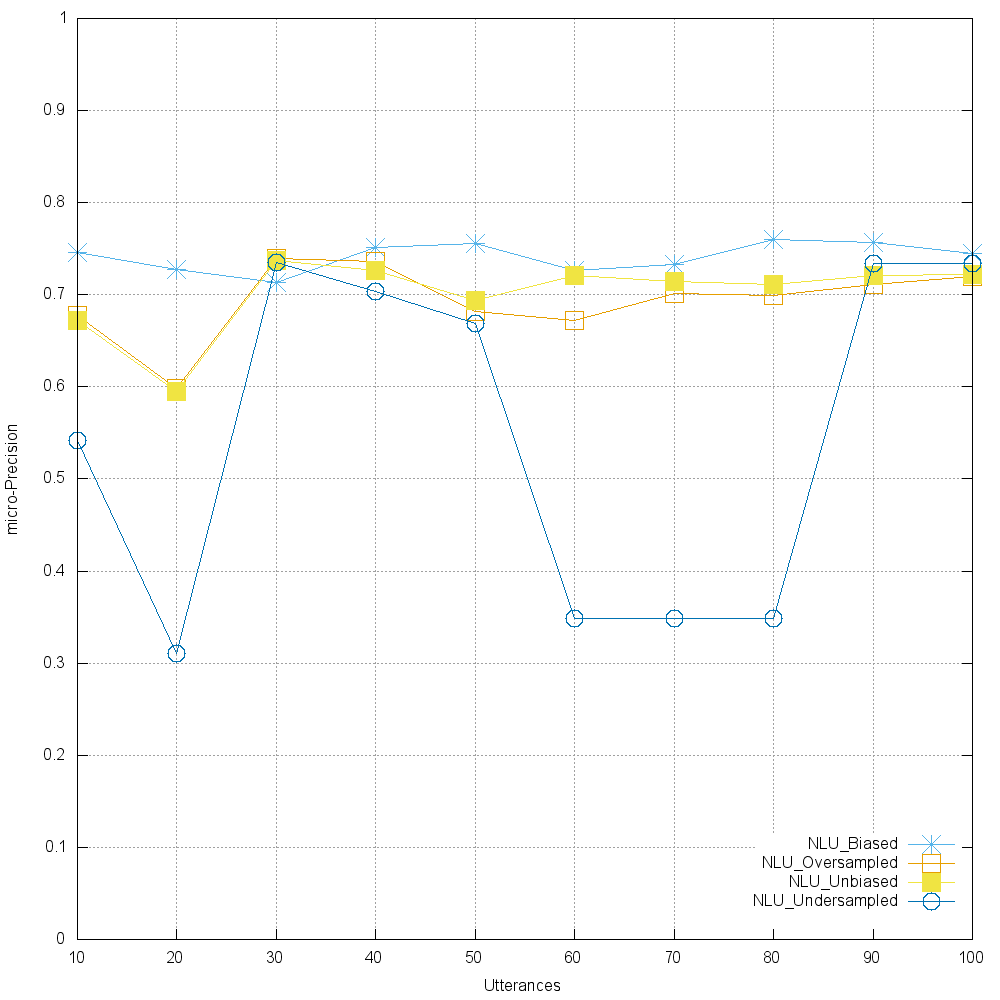 1
0.9
0.8
0.7
0.6
0.5
0.4
0.3
0.2
0.1
0
micro-Precision
NLU_Biased
NLU_Oversampled
NLU_Unbiased
NLU_Undersampled
10 20 30 40 50 60 70 80 90 100
Utterances